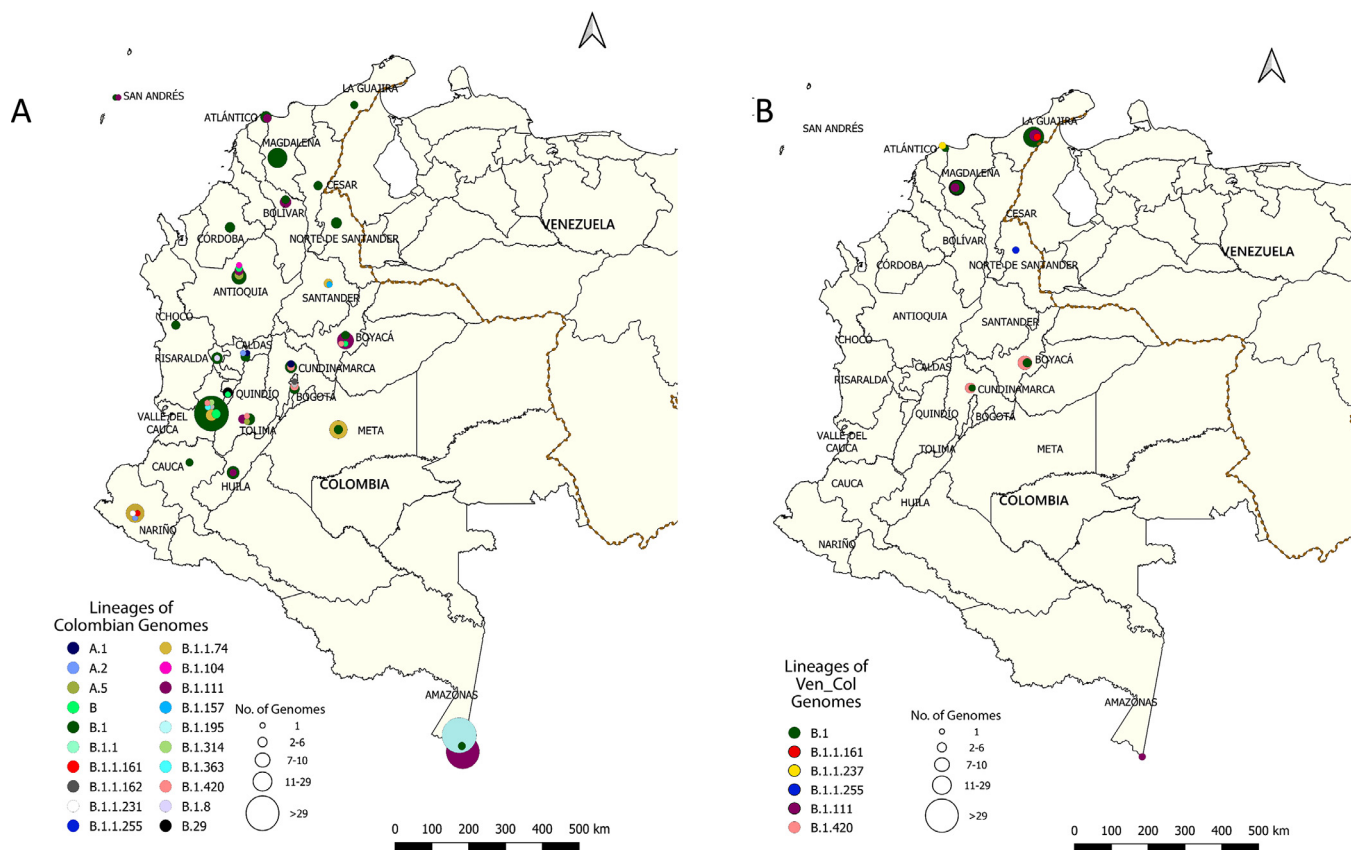 A
SAN ANDRÉS
LA GUAJIRA
ATLÁNTICO
MAGDALENA
CESAR
BOLÍVAR
VENEZUELA
CÓRDOBA
NORTE DE SANTANDER
ANTIOQUIA
SANTANDER
CHOCÓ
BOYACÁ
CALDAS
RISARALDA
CUNDINAMARCA
QUINDÍO
BOGOTÁ
VALLE DEL
CAUCA
TOLIMA
META
CAUCA
HUILA
COLOMBIA
NARIÑO
AMAZONAS
Lineages of
Colombian Genomes
A.1
A.2
A.5
B
B.1
B.1.1
B.1.1.161
B.1.1.162
B.1.1.231
B.1.1.255
B.1.1.74
B.1.104
B.1.111
B.1.157
B.1.195
B.1.314
B.1.363
B.1.420
B.1.8
B.29
No. of Genomes
1
2-6
7-10
11-29
>29
0 100 200 300 400 500 km
B
SAN ANDRÉS
LA GUAJIRA
ATLÁNTICO
MAGDALENA
CESAR
BOLÍVAR
VENEZUELA
CÓRDOBA
NORTE DE SANTANDER
ANTIOQUIA
SANTANDER
CHOCÓ
BOYACÁ
CALDAS
RISARALDA
CUNDINAMARCA
QUINDÍO
BOGOTÁ
VALLE DEL
CAUCA
TOLIMA
META
CAUCA
HUILA
COLOMBIA
NARIÑO
AMAZONAS
Lineages of
Ven_Col
Genomes
B.1
B.1.1.161
B.1.1.237
B.1.1.255
B.1.111
B.1.420
No. of Genomes
1
2-6
7-10
11-29
>29
0 100 200 300 400 500 km